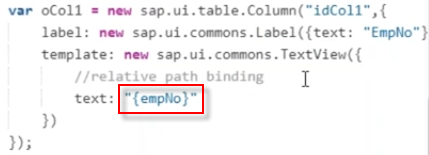 var oCol1 = new sap.ui.table.Column("idCol1",{
label: new sap.ui.commons.Label({text: "EmpNo"}
template: new sap.ui.commons.TextView({
//relative path binding
text: "{empNo}"
})
});